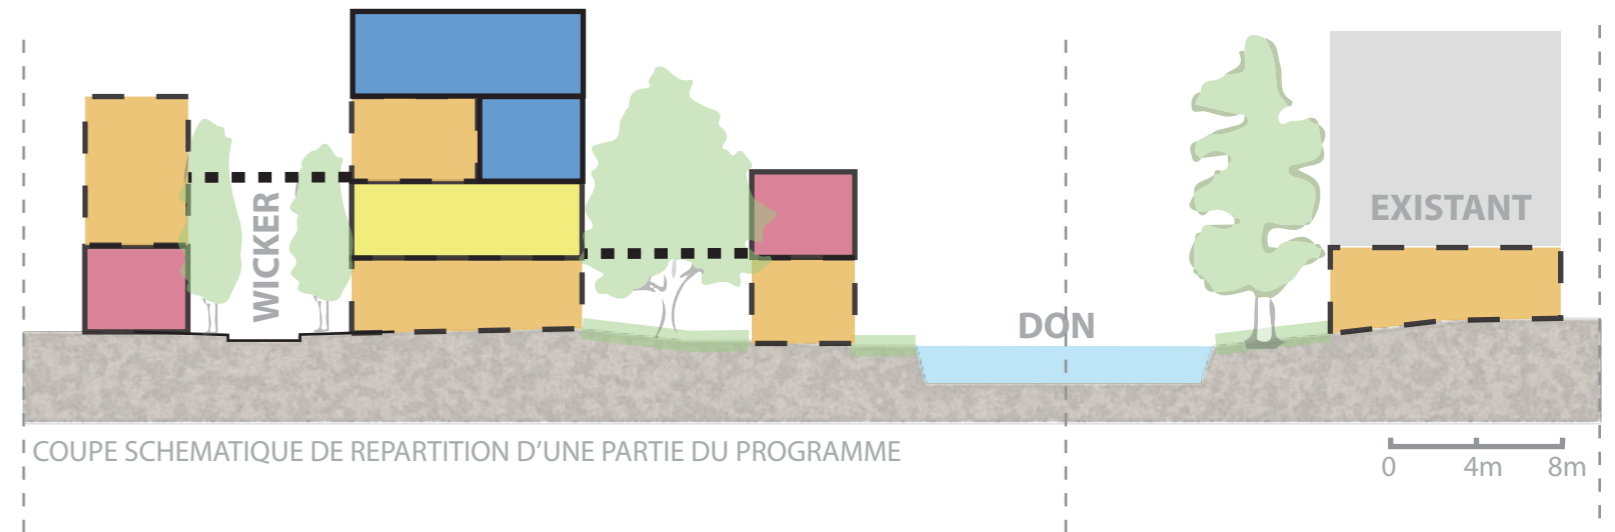 WICKER
EXISTANT
DON
COUPE SCHEMATIQUE DE REPARTITION D’UNE PARTIE DU PROGRAMME
0 4m 8m